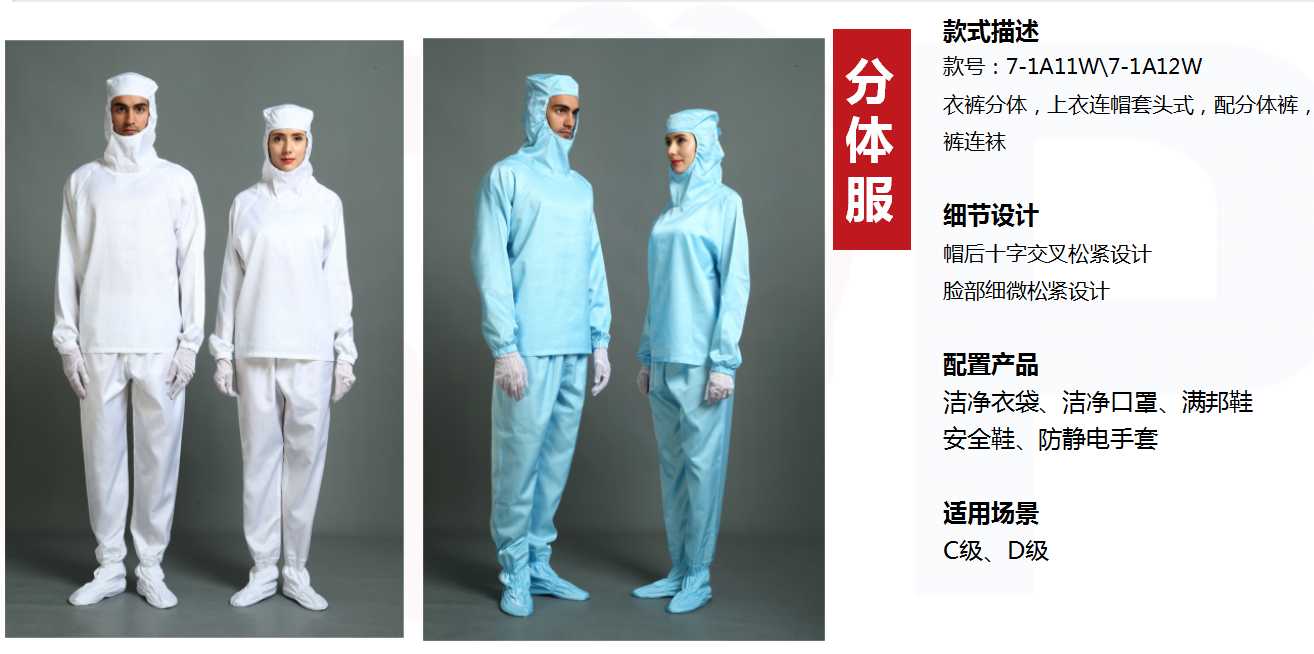 分体服
款式描述
款号：7-1A11W\7-1A12W
衣裤分体，上衣连帽套头式，配分体裤，
裤连袜
细节设计
帽后十字交叉松紧设计
脸部细微松紧设计
配置产品
洁净衣袋、洁净口罩、满邦鞋
安全鞋、防静电手套
适用场景
C级、D级